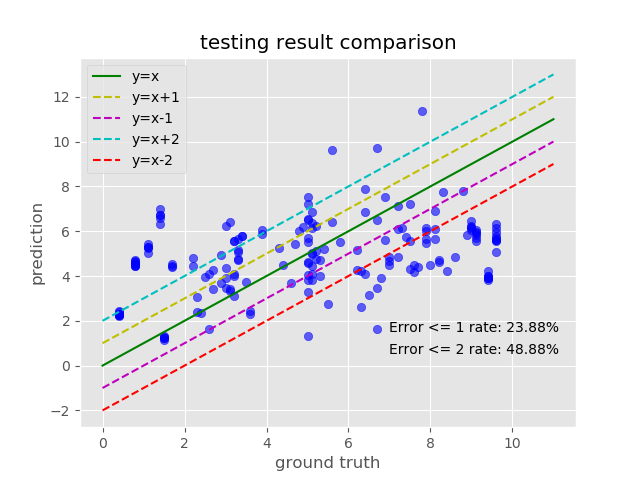 testing result comparison
y=x
y=x+1
y=x-1
y=x+2
y=x-2
12
10
8
6
4
2
0
−2
prediction
Error <= 1 rate: 23.88%
Error <= 2 rate: 48.88%
0 2 4 6 8 10
ground truth